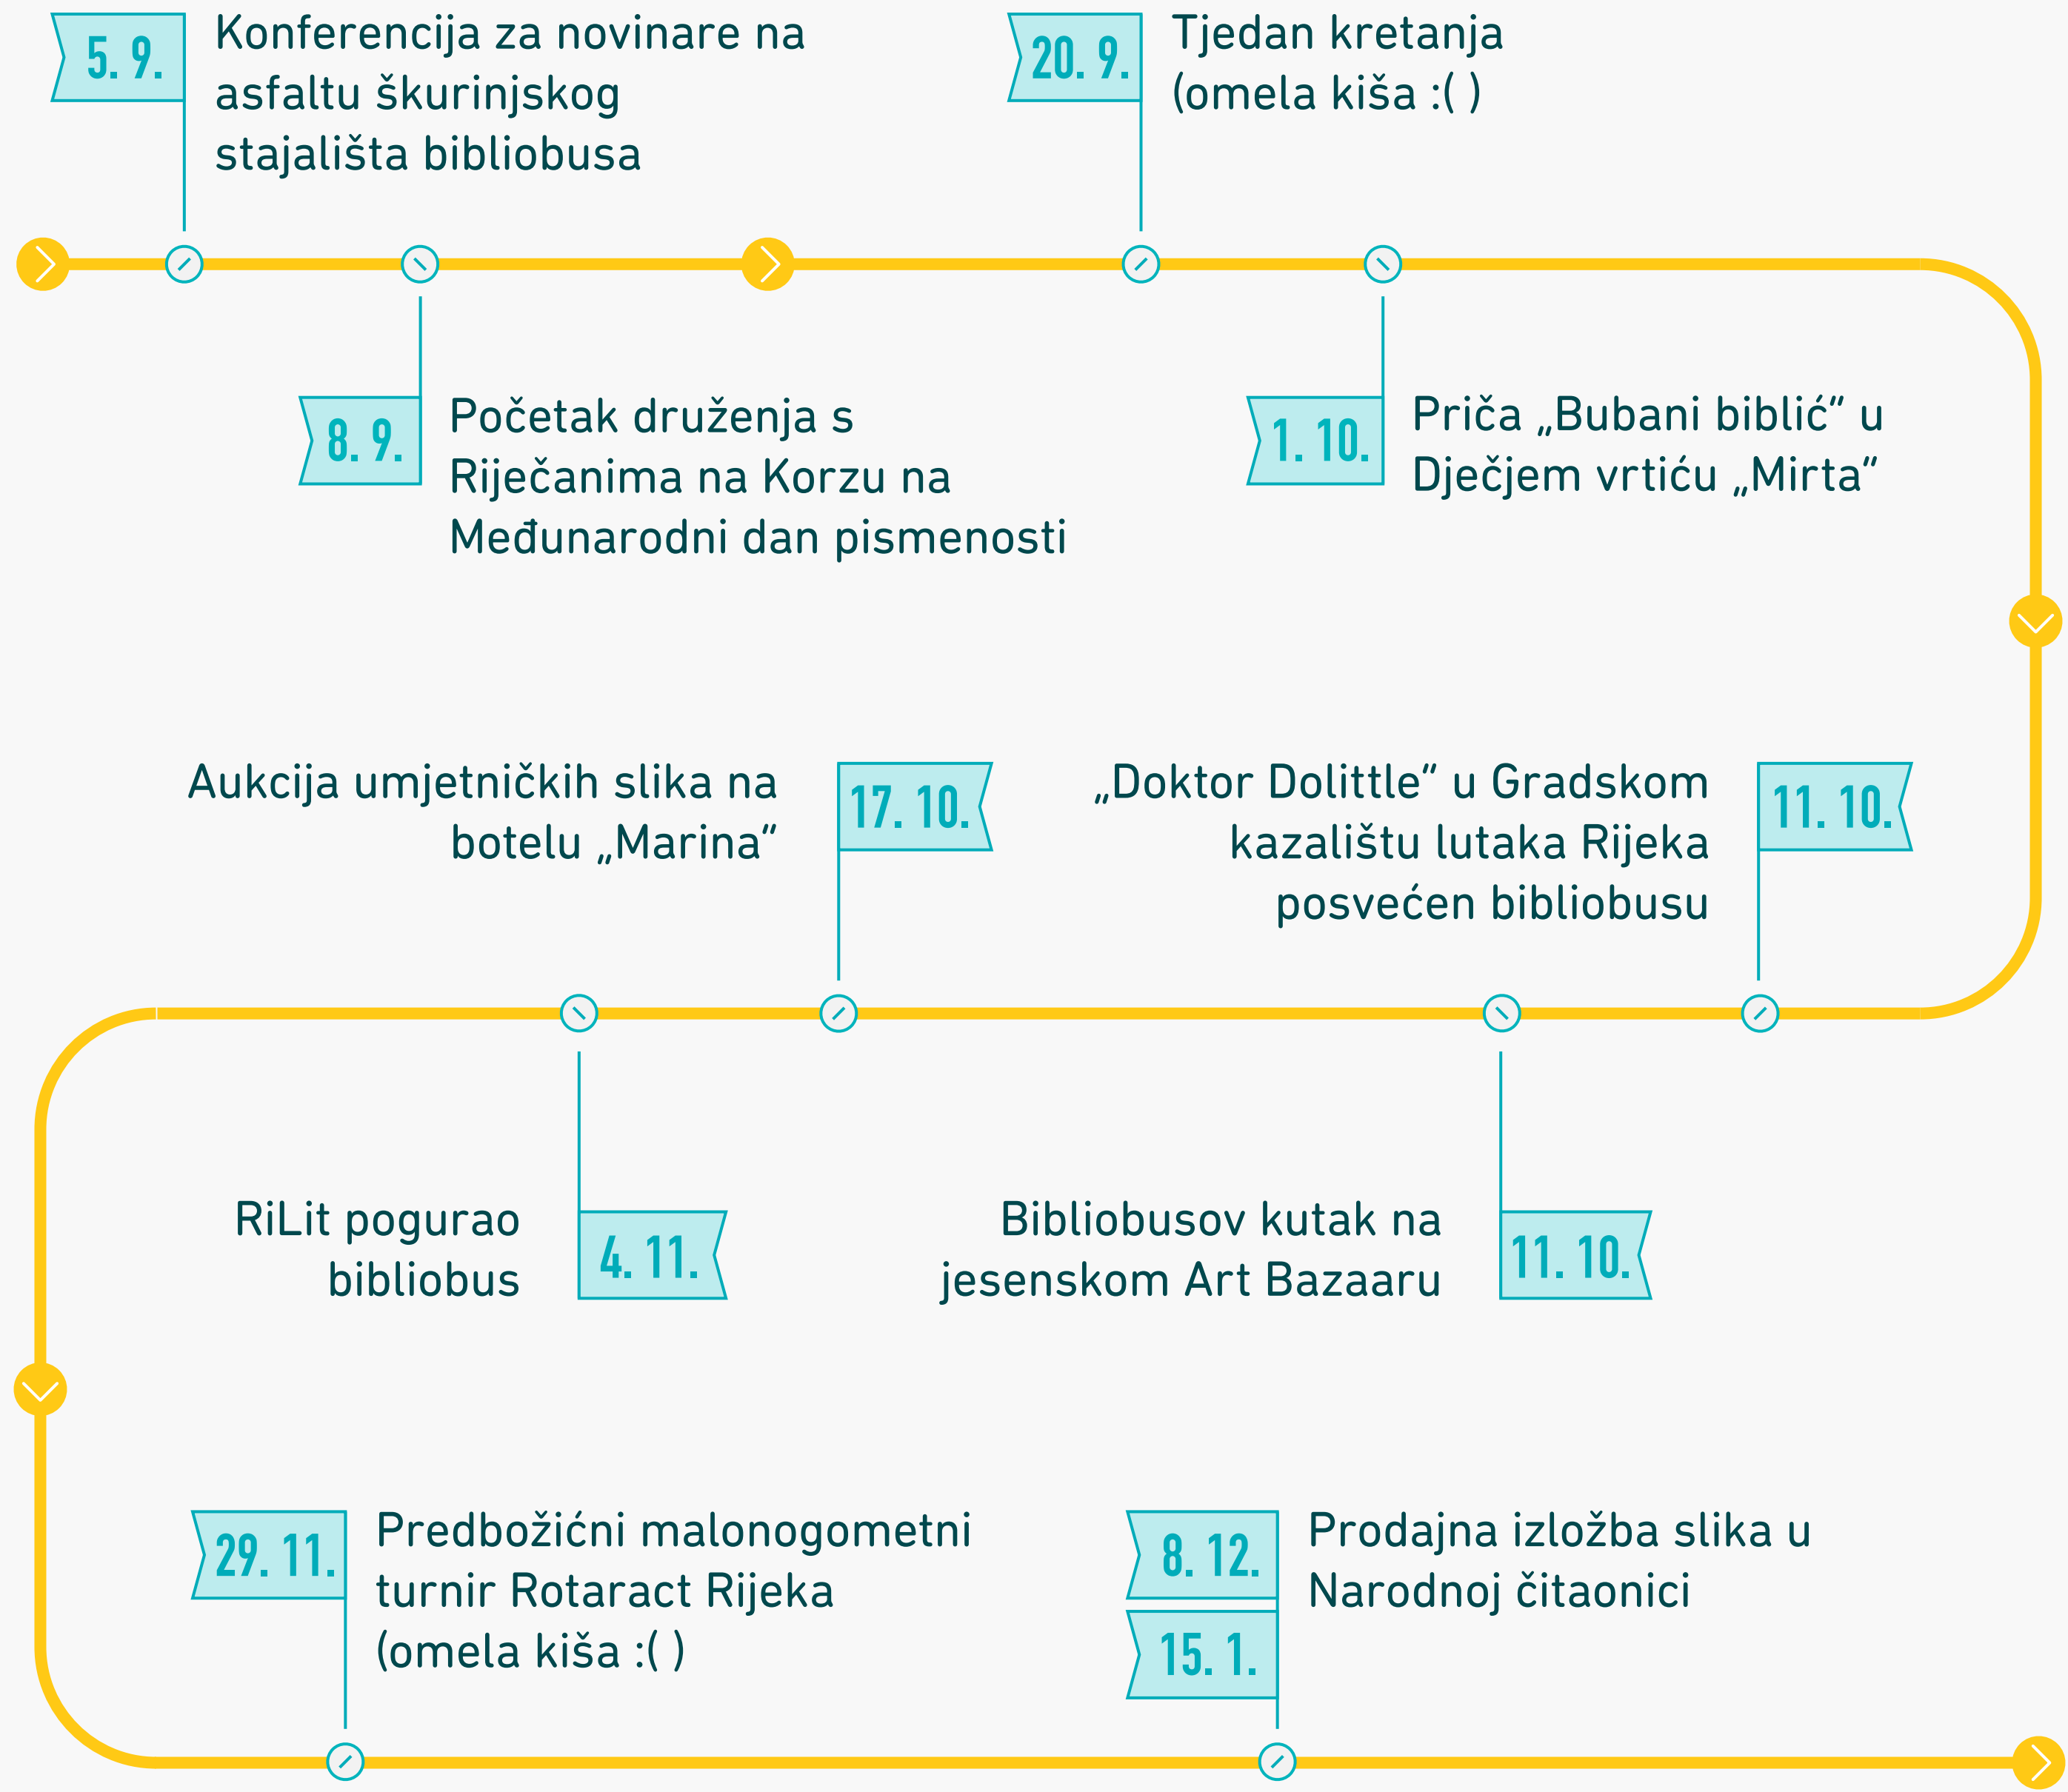 5. 9.
Konferencija za novinare na
asfaltu škurinjskog
stajališta bibliobusa
8. 9.
Početak druženja s
Riječanima na Korzu na
Međunarodni dan pismenosti
20. 9.
Tjedan kretanja
(omela kiša :( )
1. 10.
Priča „Bubani biblić“ u
Dječjem vrtiću „Mirta“
11. 10.
„Doktor Dolittle“ u Gradskom
kazalištu lutaka Rijeka
posvećen bibliobusu
11. 10.
Bibliobusov kutak na
jesenskom Art Bazaaru
17. 10.
Aukcija umjetničkih slika na
botelu „Marina“
4. 11.
RiLit pogurao
bibliobus
29. 11.
Predbožićni malonogometni
turnir Rotaract Rijeka
(omela kiša :( )
8. 12.
15. 1.
Prodajna izložba slika u
Narodnoj čitaonici